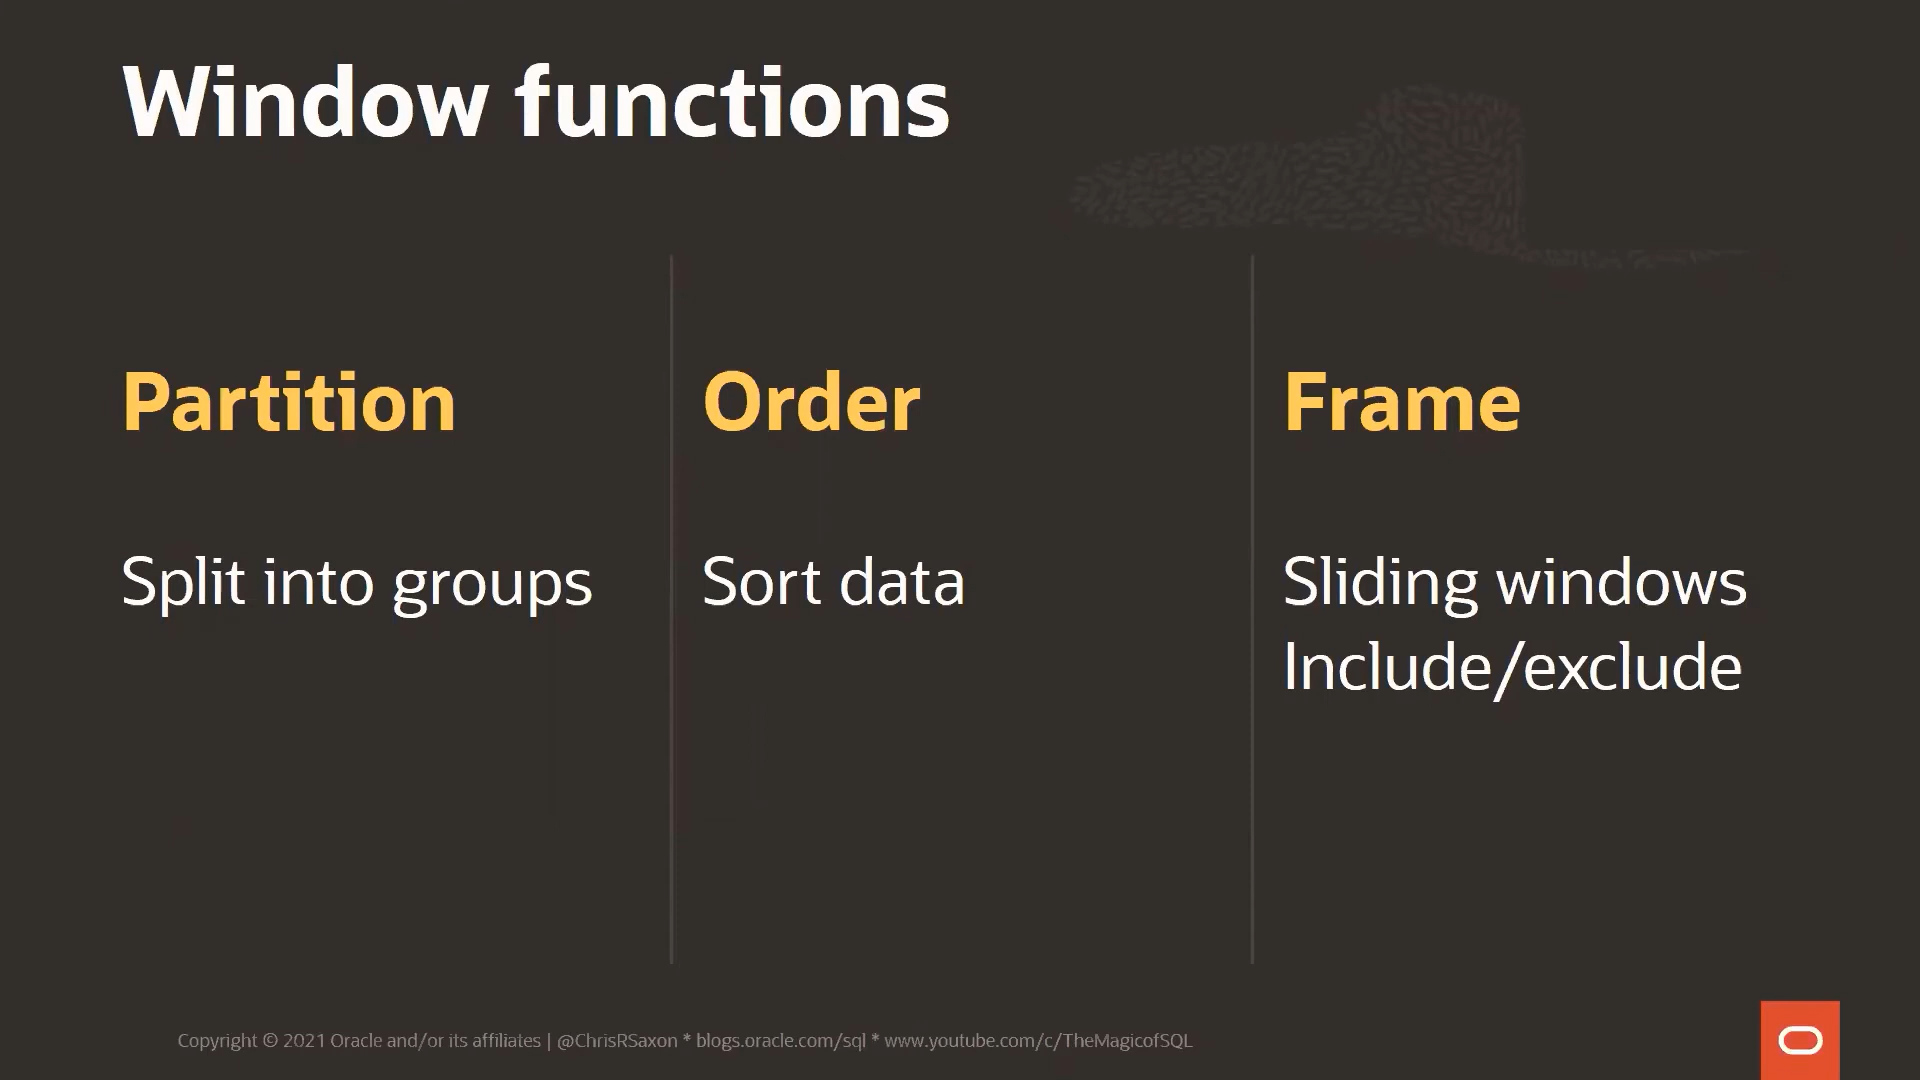 Window functions
Partition
Split into groups
Order
Sort data
Frame
Sliding windows
Include/exclude
Copyright © 2021 Oracle and/or its affiliates | @ChrisRSaxon * blogs.oracle.com/sql * www.youtube.com/c/TheMagicofSQL